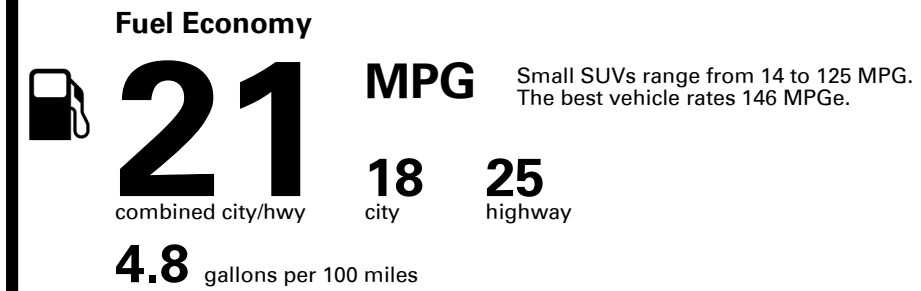 Fuel Economy
21 MPG
Small SUVs range from 14 to 125 MPG.
The best vehicle rates 146 MPGe.
combined city/hwy
18 city
25 highway
4.8 gallons per 100 miles